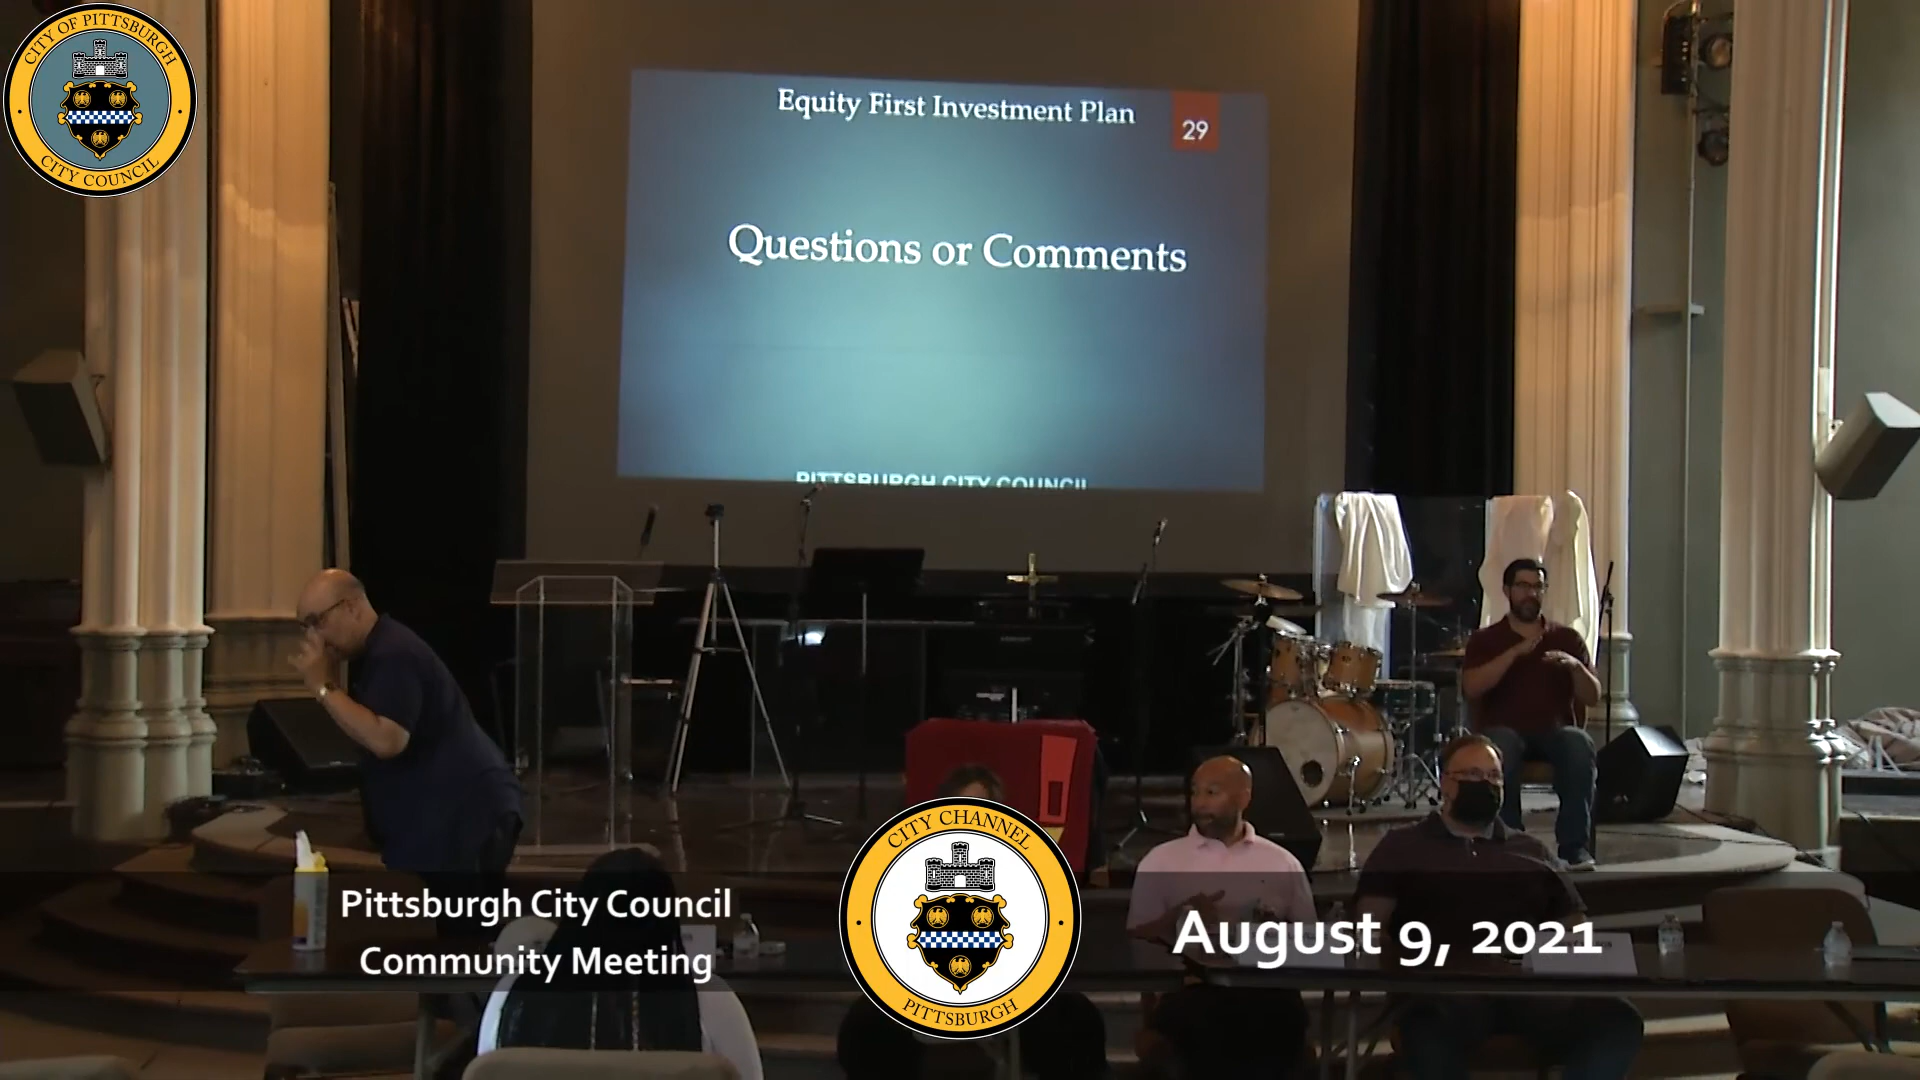 CITY OF PITTSBURGH
CITY COUNCIL
Equity First Investment Plan
29
Questions or Comments
PITTSBURGH CITY COUNCIL
Pittsburgh City Council
Community Meeting
CITY CHANNEL
PITTSBURGH
August 9, 2021